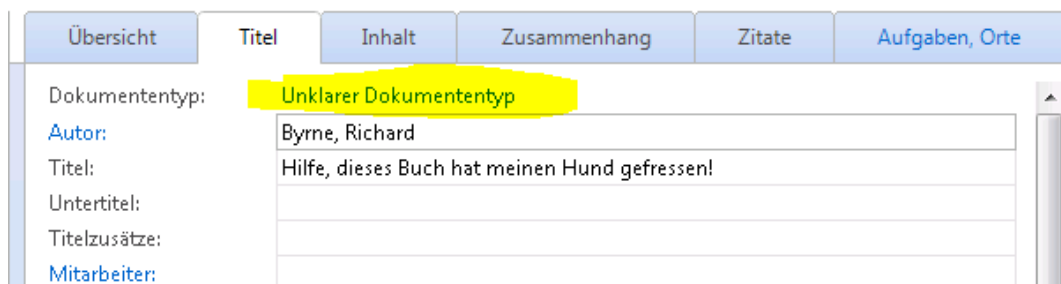 Übersicht Titel Inhalt Zusammenhang Zitate Aufgaben, Orte
Dokumententyp: Unklarer Dokumententyp
Autor: Byrne, Richard
Titel: Hilfe, dieses Buch hat meinen Hund gefressen!
Untertitel:
Titelzusätze:
Mitarbeiter: